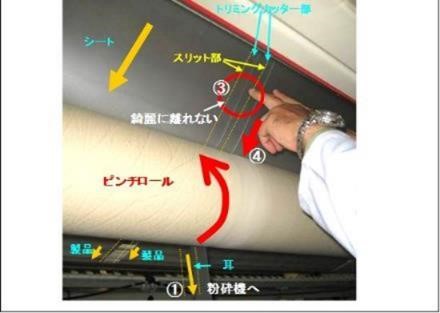 トリミングカッター部
シート
スリット部
③
綺麗に離れない
④
ピンチロール
製品
製品
耳
①
粉砕機へ